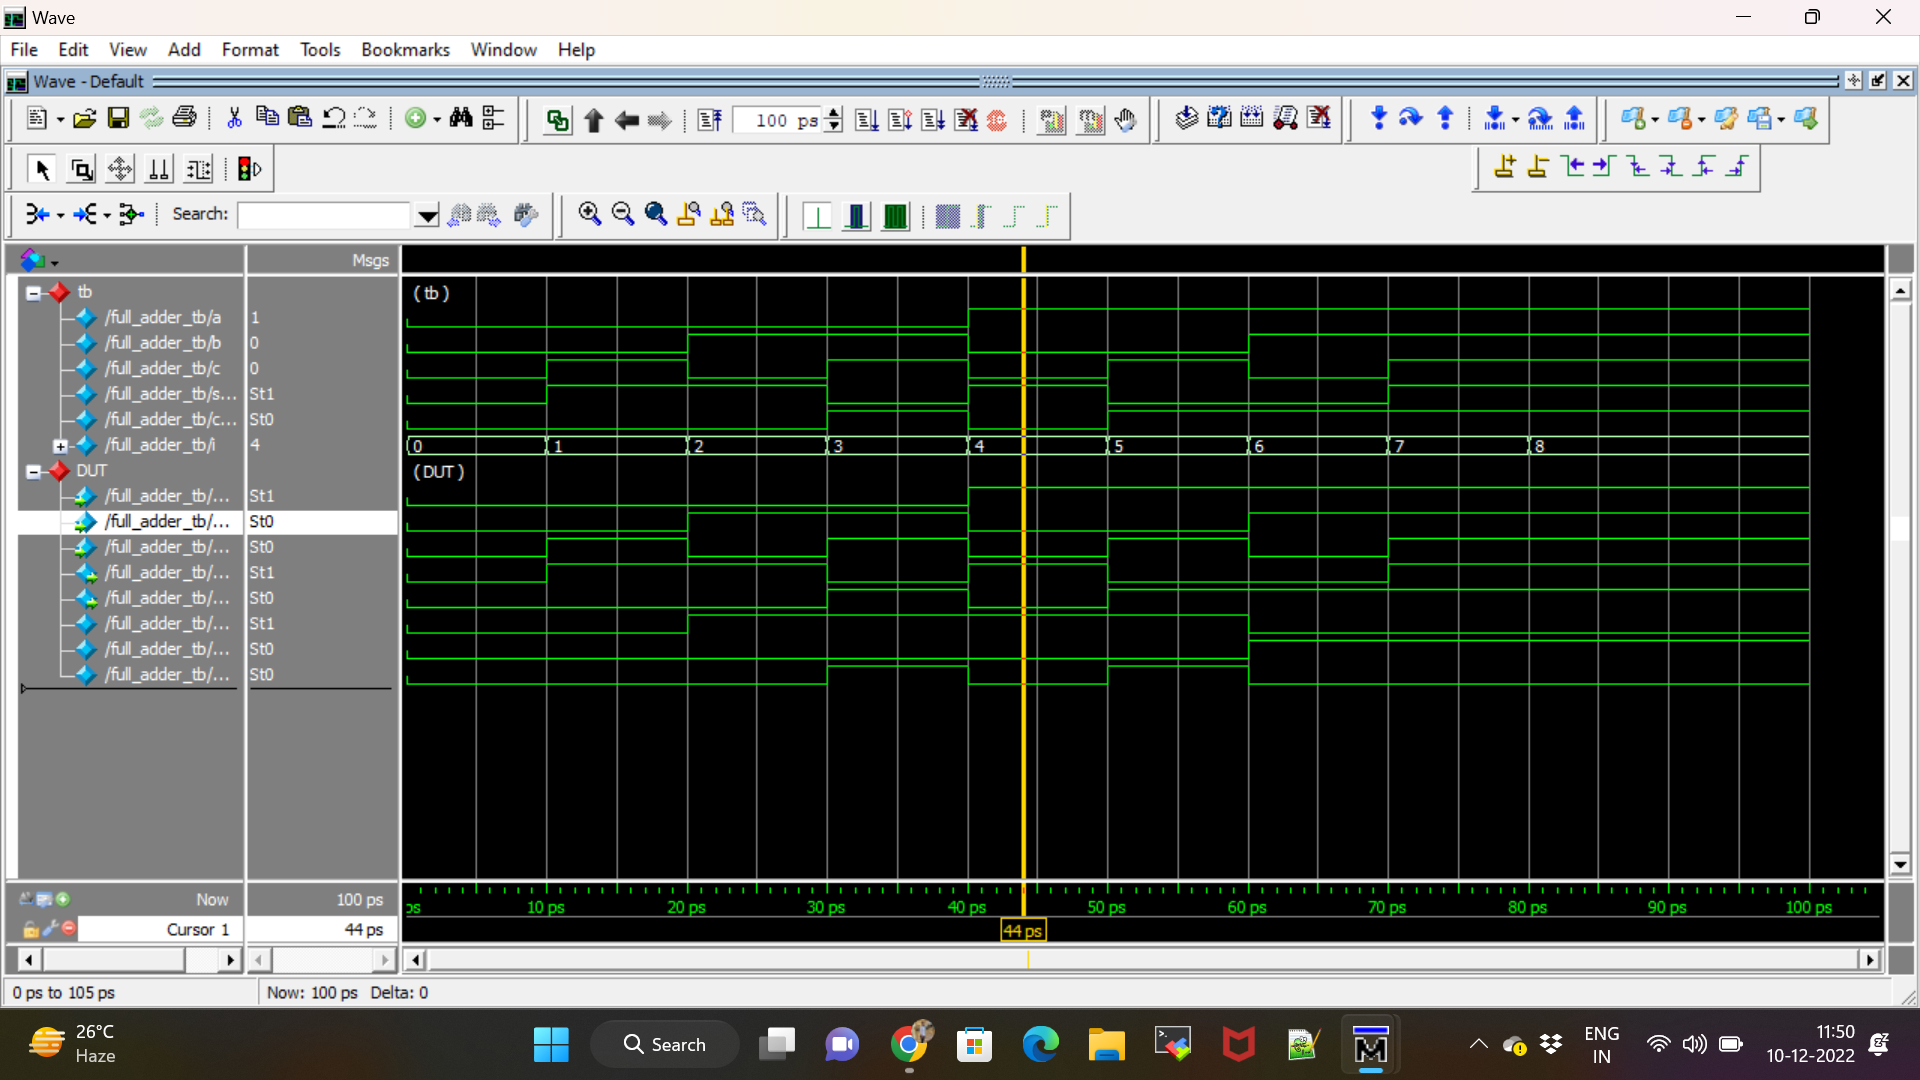 Wave
File Edit View Add Format Tools Bookmarks Window Help
Wave - Default
100 ps
Search:
Msgs
tb
(tb)
/full_adder_tb/a 1
/full_adder_tb/b 0
/full_adder_tb/c 0
/full_adder_tb/s... St1
/full_adder_tb/c... St0
/full_adder_tb/i 4
0 1 2 3 4 5 6 7 8
DUT
(DUT)
/full_adder_tb/... St1
/full_adder_tb/... St0
/full_adder_tb/... St0
/full_adder_tb/... St1
/full_adder_tb/... St0
/full_adder_tb/... St1
/full_adder_tb/... St0
/full_adder_tb/... St0
Now 100 ps
10 ps 20 ps 30 ps 40 ps 50 ps 60 ps 70 ps 80 ps 90 ps 100 ps
Cursor 1 44 ps
44 ps
0 ps to 105 ps
Now: 100 ps Delta: 0
26°C
Haze
Search
M
ENG
IN
11:50
10-12-2022